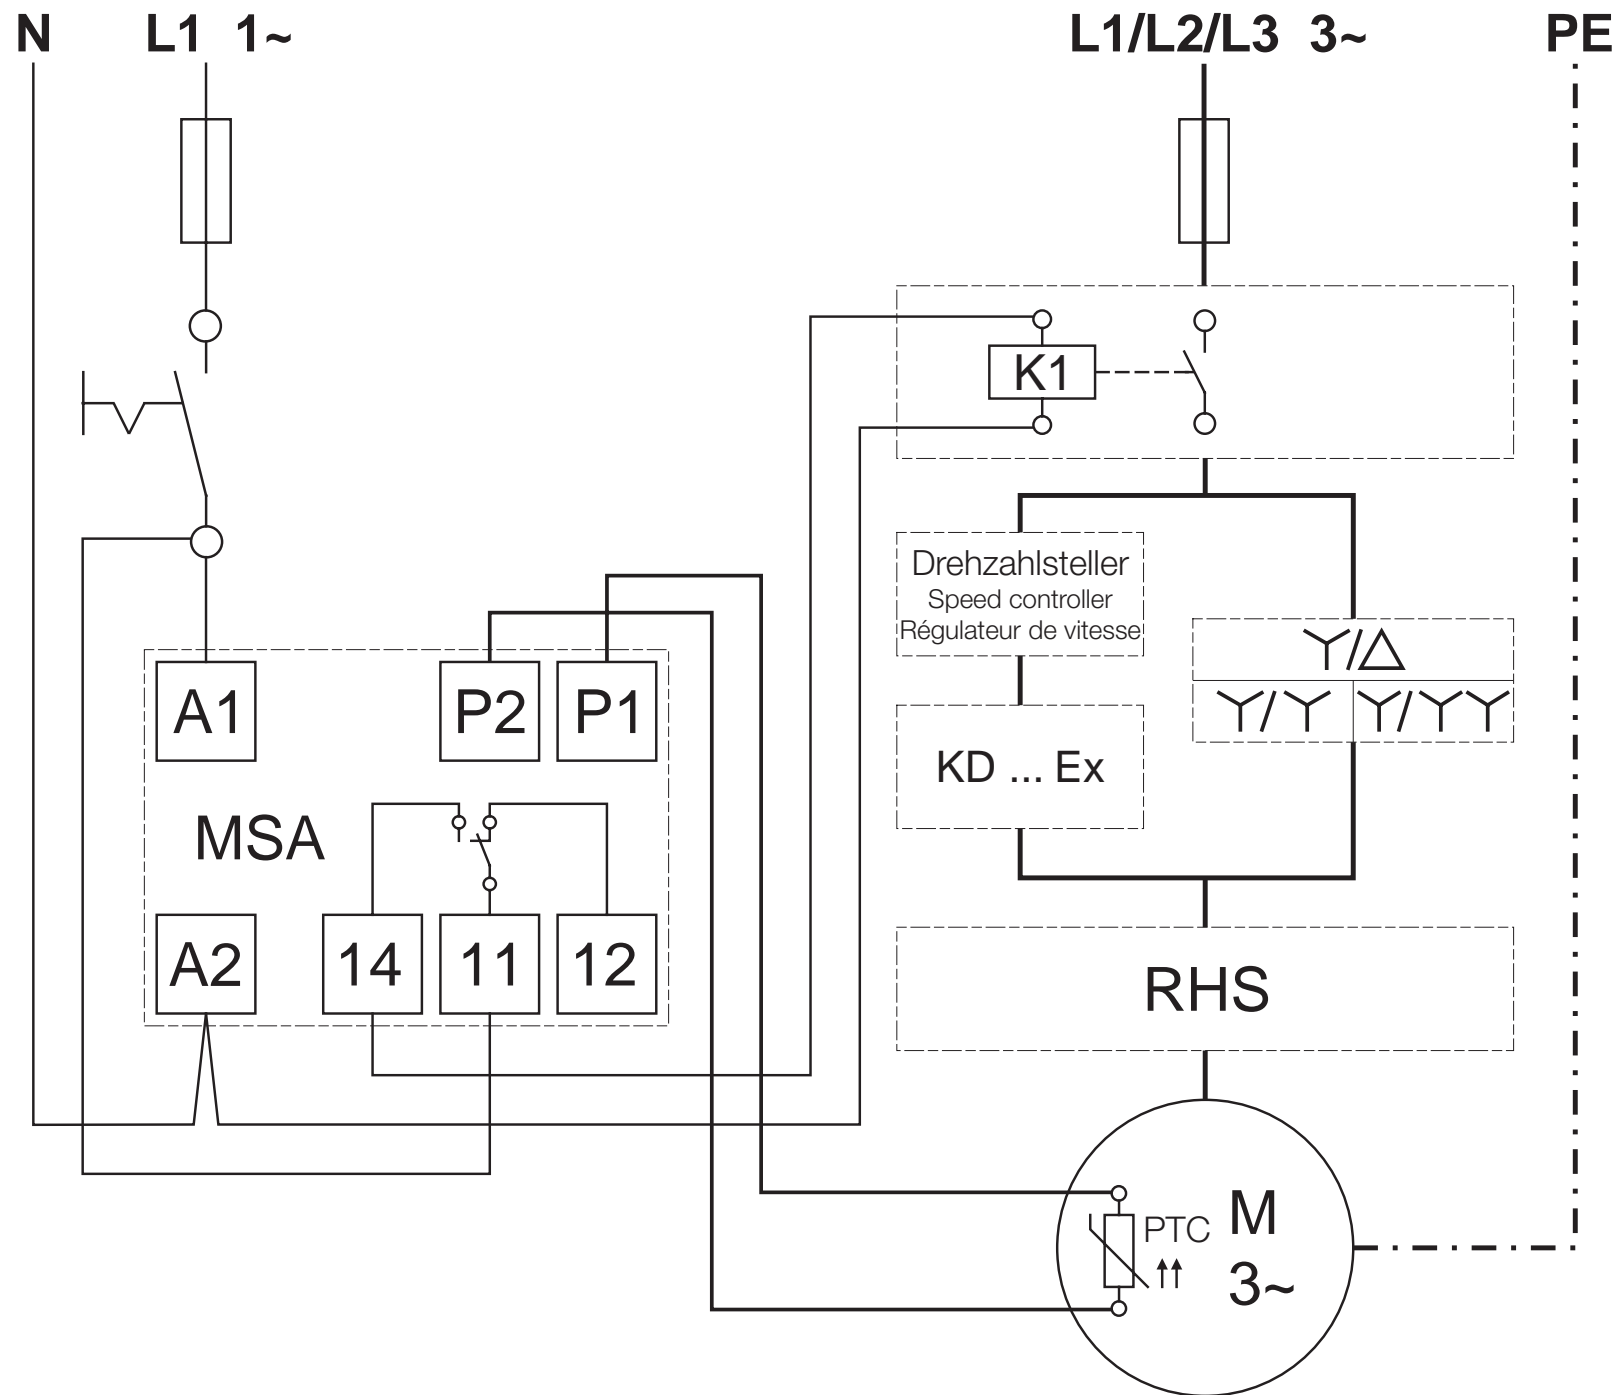 N L1 1~ L1/L2/L3 3~ PE
K1
Drehzahlsteller
Speed controller
Régulateur de vitesse
A1 P2 P1
KD ... Ex
MSA
A2 14 11 12
RHS
PTC M
3~